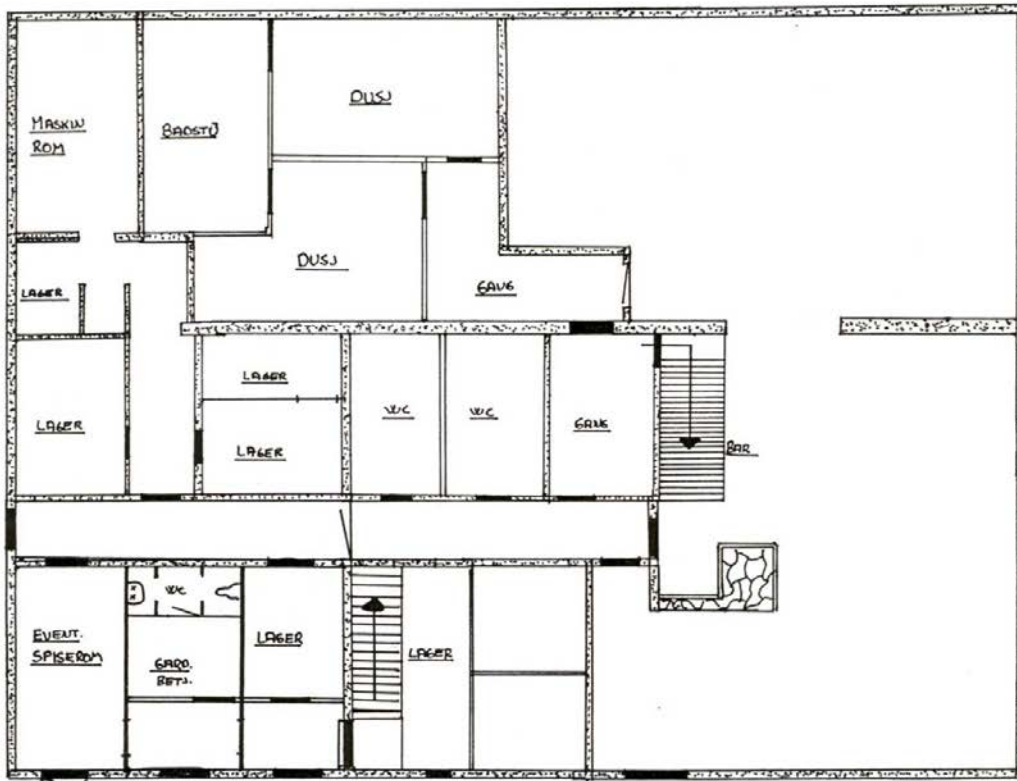 MASKIN
ROM
BADSTU
DUSJ
DUSJ
LAGER
GANG
LAGER
LAGER
LAGER
WC
WC
GANG
BAR
WC
EVENT.
SPISEROM
GARD.
BETJ.
LAGER
LAGER